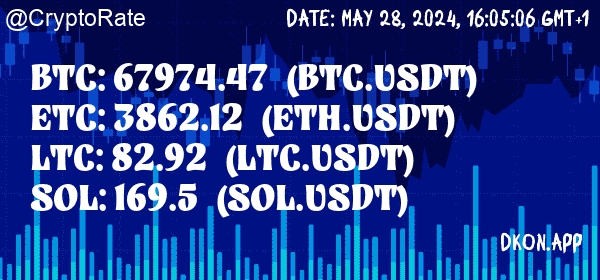 @CryptoRate
DATE: MAY 28, 2024, 16:05:06 GMT+1
BTC: 67974.47 (BTC.USDT)
ETC: 3862.12 (ETH.USDT)
LTC: 82.92 (LTC.USDT)
SOL: 169.5 (SOL.USDT)
DKON.APP